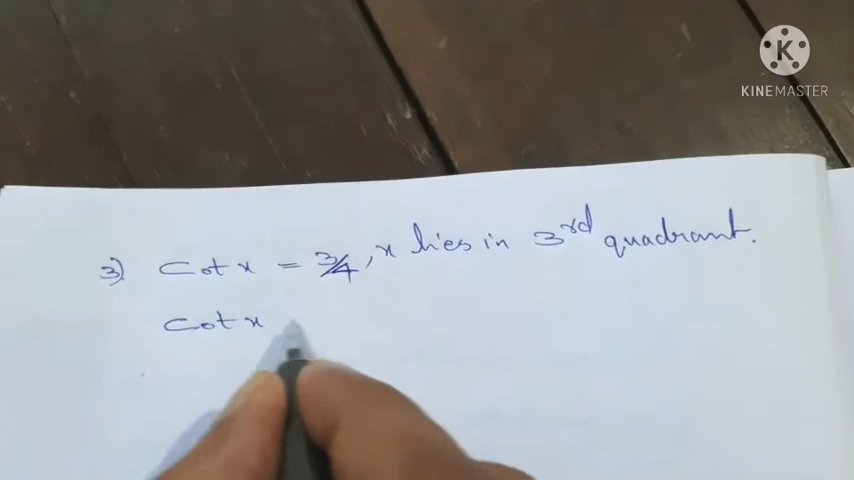 K
KINEMASTER
3) Cot x = 3/4, x lies in 3rd quadrant.
Cot x